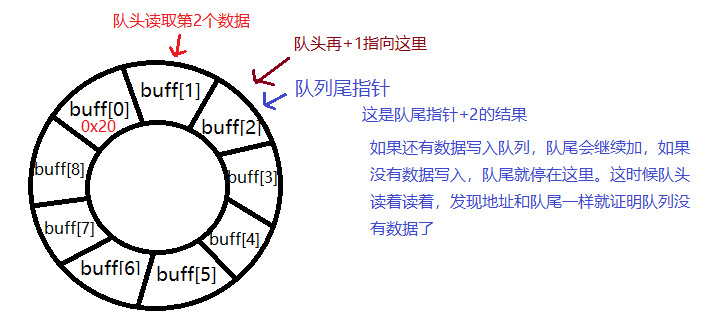 队头读取第2个数据
队头再+1指向这里
队列尾指针
这是队尾指针+2的结果
如果还有数据写入队列，队尾会继续加，如果
没有数据写入，队尾就停在这里。这时候队头
读着读着，发现地址和队尾一样就证明队列没
有数据了
buff[0]
0x20
buff[1]
buff[2]
buff[3]
buff[4]
buff[5]
buff[6]
buff[7]
buff[8]